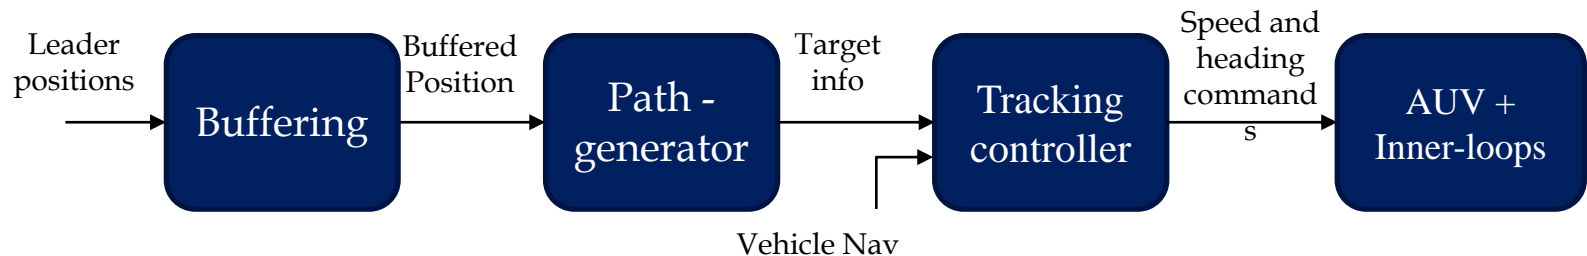 Leader
positions
Buffering
Buffered
Position
Path -
generator
Target
info
Vehicle Nav
Tracking
controller
Speed and
heading
command
s
AUV +
Inner-loops